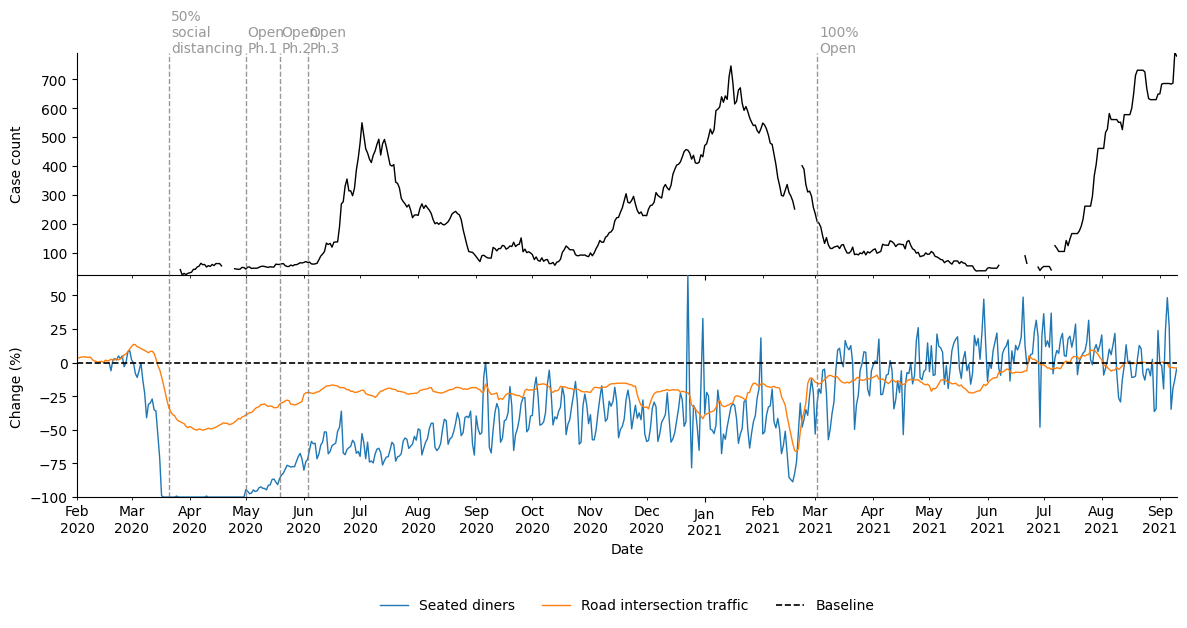 50%
social
distancing
Open
Ph.1
Open
Ph.2
Open
Ph.3
100%
Open
Case count
700
600
500
400
300
200
100
Change (%)
50
25
0
−25
−50
−75
−100
Feb
2020
Mar
2020
Apr
2020
May
2020
Jun
2020
Jul
2020
Aug
2020
Sep
2020
Oct
2020
Nov
2020
Dec
2020
Jan
2021
Feb
2021
Mar
2021
Apr
2021
May
2021
Jun
2021
Jul
2021
Aug
2021
Sep
2021
Date
Seated diners
Road intersection traffic
Baseline